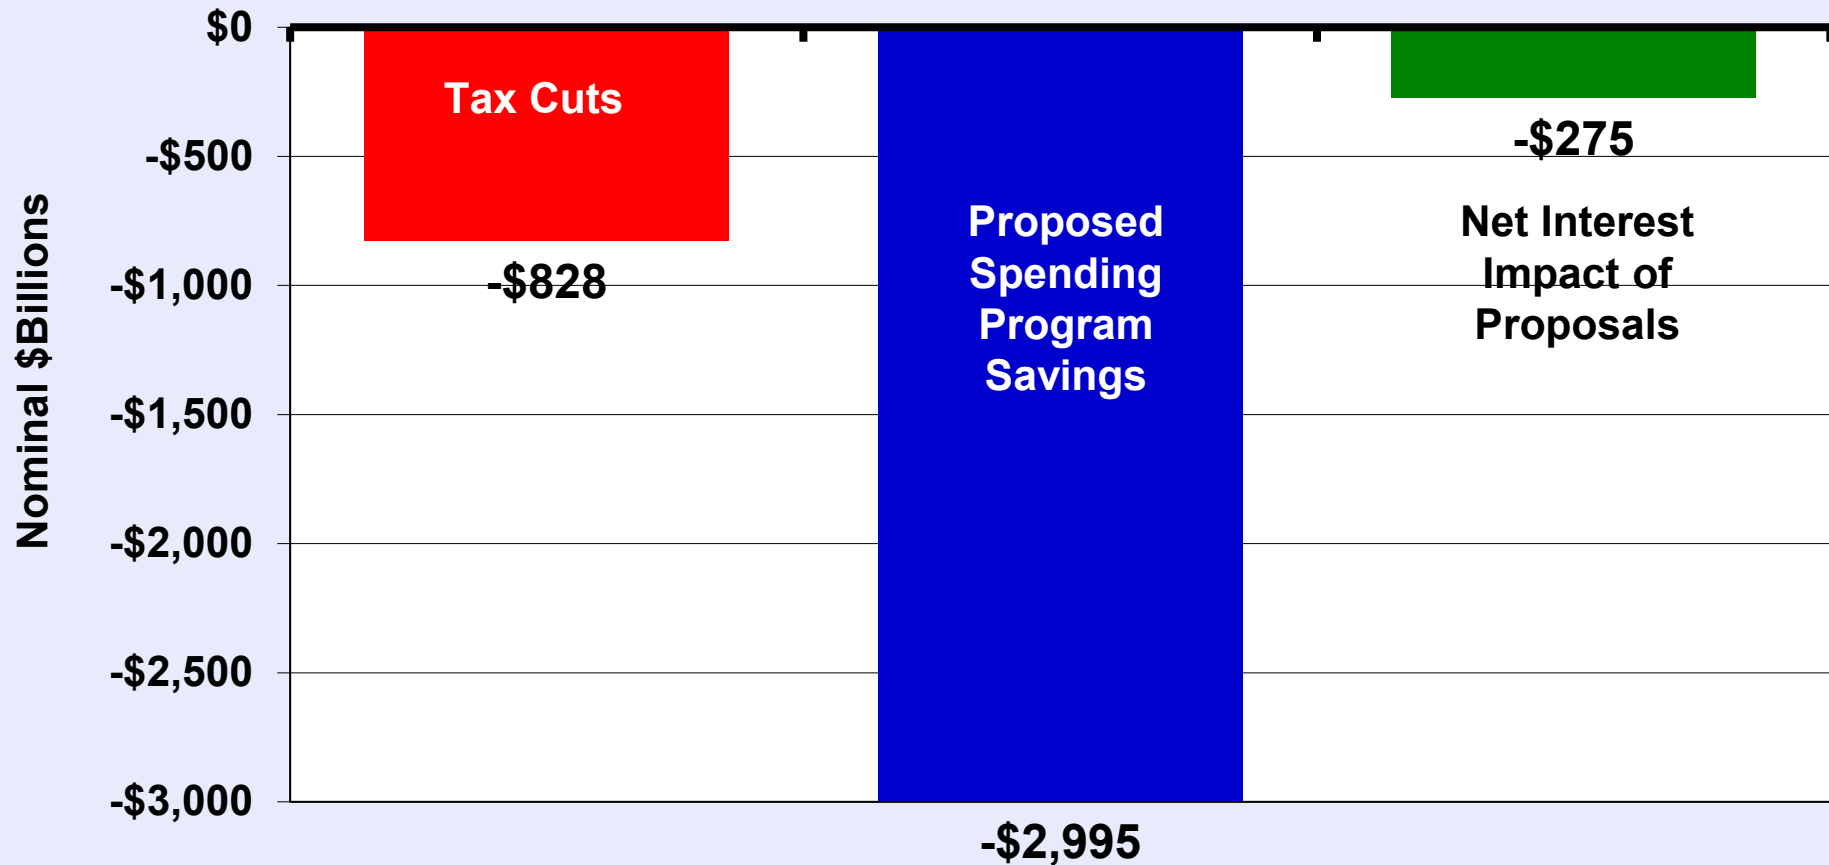 $0
-$500
-$1,000
-$1,500
-$2,000
-$2,500
-$3,000
Nominal $Billions
Tax Cuts
-$828
Proposed
Spending
Program
Savings
-$2,995
-$275
Net Interest
Impact of
Proposals